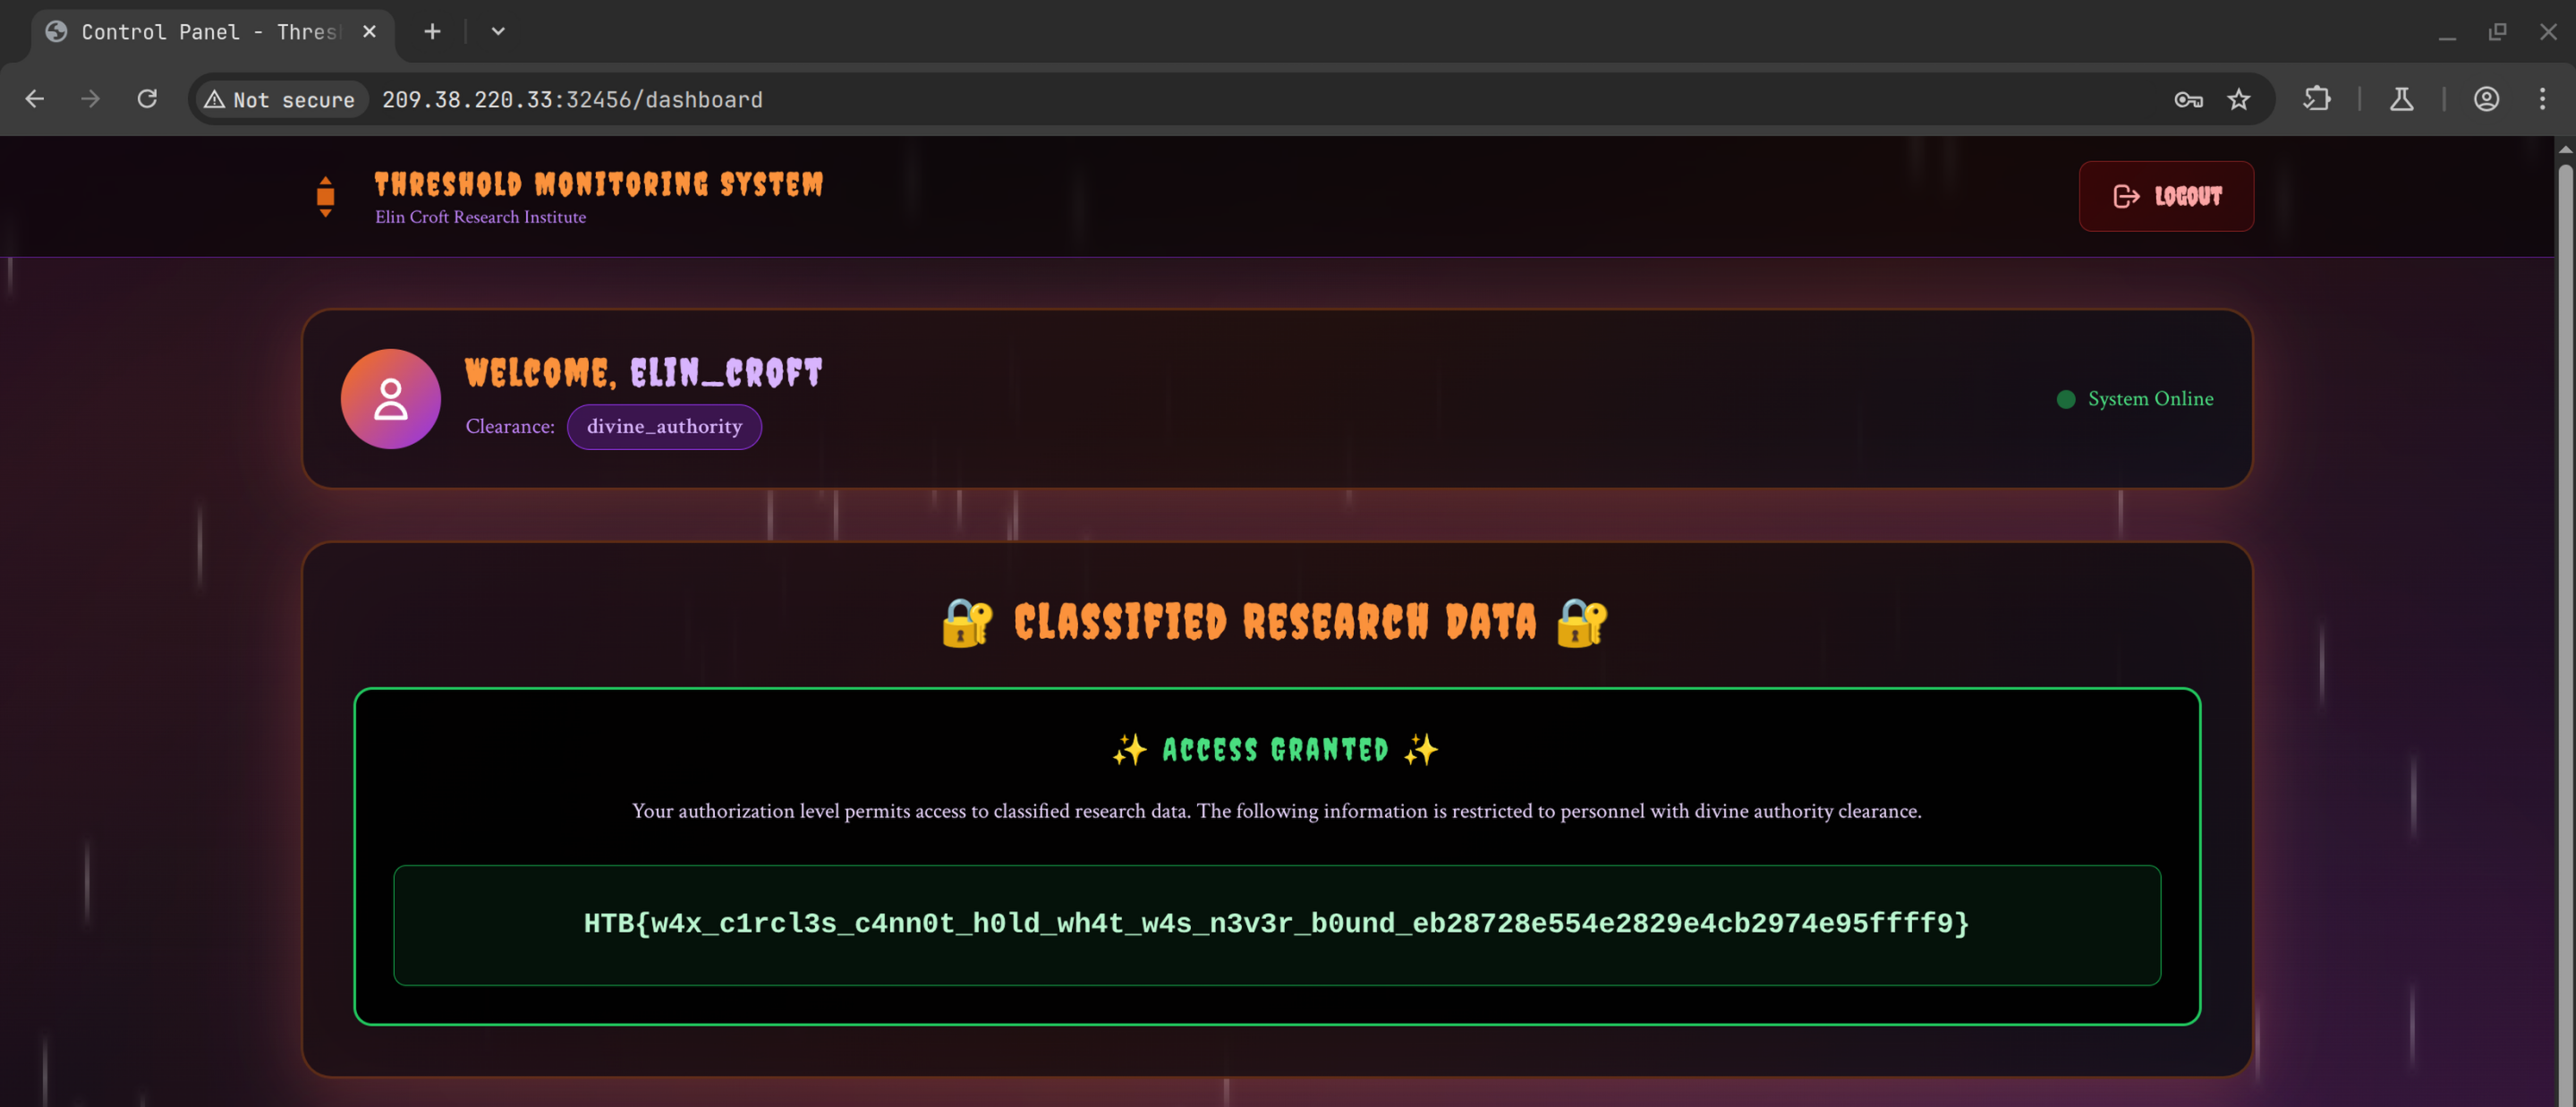 Control Panel - Thres
Not secure
209.38.220.33:32456/dashboard
THRESHOLD MONITORING SYSTEM
Elin Croft Research Institute
LOGOUT
WELCOME, ELIN_CROFT
Clearance: divine_authority
System Online
🔐 CLASSIFIED RESEARCH DATA 🔐
✨ ACCESS GRANTED ✨
Your authorization level permits access to classified research data. The following information is restricted to personnel with divine authority clearance.
HTB{w4x_c1rcl3s_c4nn0t_h0ld_wh4t_w4s_n3v3r_b0und_eb28728e554e2829e4cb2974e95ffff9}